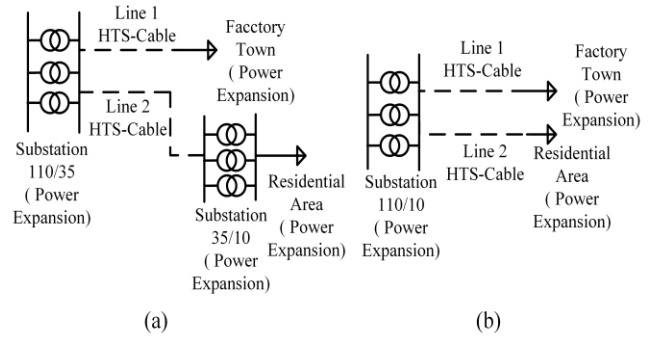 Line 1
HTS-Cable
Facctory
Town
( Power
Expansion)
Line 2
HTS-Cable
Substation
110/35
( Power
Expansion)
Substation
35/10
( Power
Expansion)
Residential
Area
( Power
Expansion)
(a)
Line 1
HTS-Cable
Factory
Town
( Power
Expansion)
Line 2
HTS-Cable
Residential
Area
( Power
Expansion)
Substation
110/10
( Power
Expansion)
(b)